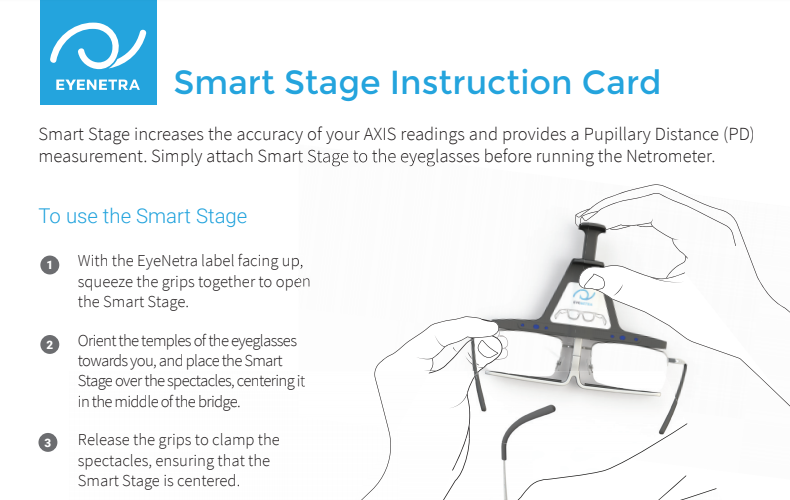 EYENETRA
Smart Stage Instruction Card
Smart Stage increases the accuracy of your AXIS readings and provides a Pupillary Distance (PD)
measurement. Simply attach Smart Stage to the eyeglasses before running the Netrometer.
To use the Smart Stage
1 With the EyeNetra label facing up,
squeeze the grips together to open
the Smart Stage.
2 Orient the temples of the eyeglasses
towards you, and place the Smart
Stage over the spectacles, centering it
in the middle of the bridge.
3 Release the grips to clamp the
spectacles, ensuring that the
Smart Stage is centered.
EYENETRA